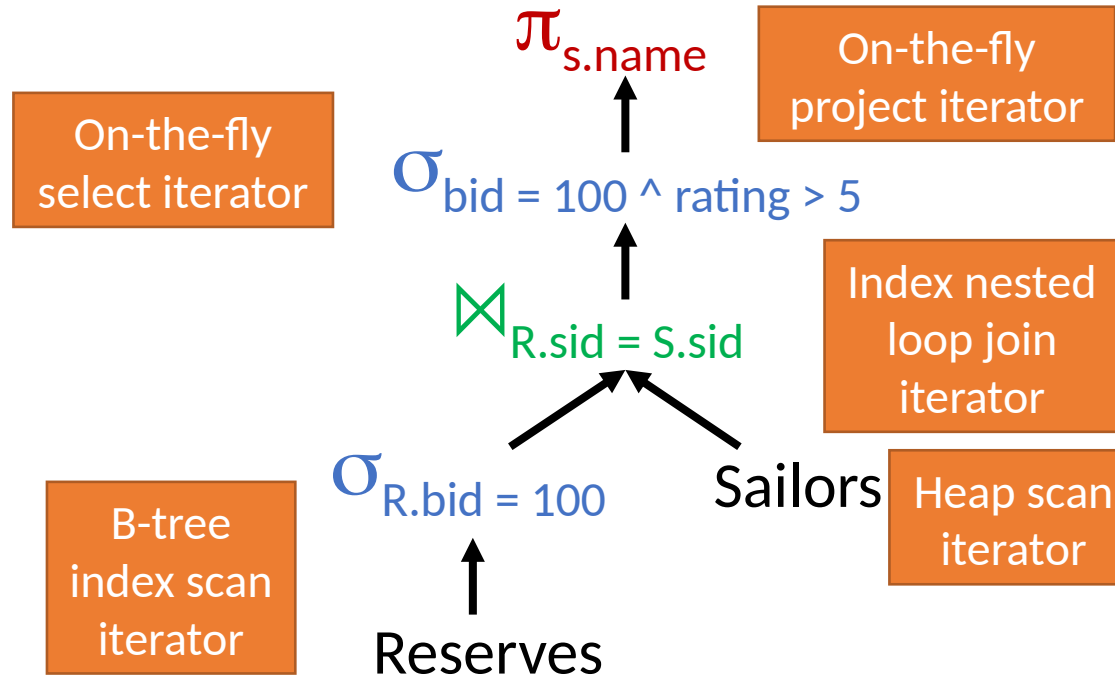 π s.name
On-the-fly
project iterator
On-the-fly
select iterator
σ bid = 100 ^ rating > 5
Index nested
loop join
iterator
⋈ R.sid = S.sid
σ R.bid = 100
Sailors
Heap scan
iterator
B-tree
index scan
iterator
Reserves